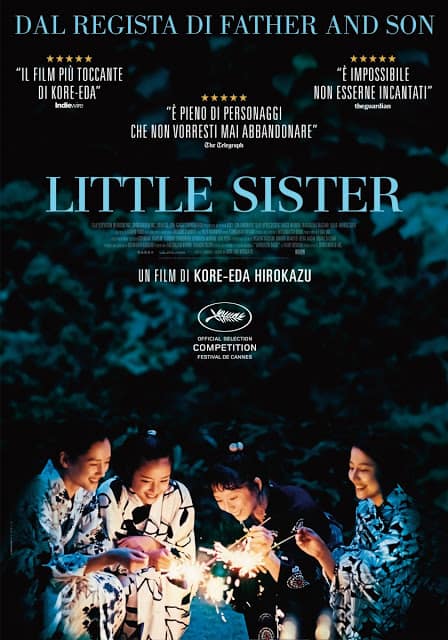 DAL REGISTA DI FATHER AND SON
★★★★★
“IL FILM PIÙ TOCCANTE
DI KORE-EDA”
Indiewire
★★★★★
“È PIENO DI PERSONAGGI
CHE NON VORRESTI MAI ABBANDONARE”
The Telegraph
★★★★★
“È IMPOSSIBILE
NON ESSERNE INCANTATI”
theguardian
LITTLE SISTER
UN FILM DI KORE-EDA HIROKAZU
OFFICIAL SELECTION
COMPETITION
FESTIVAL DE CANNES